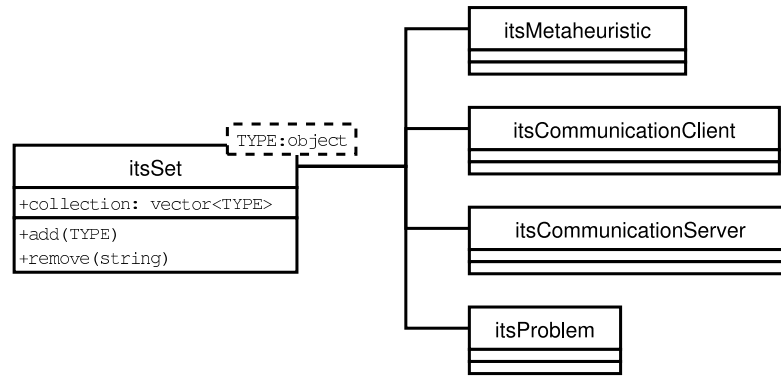 itsMetaheuristic
itsCommunicationClient
TYPE:object
itsSet
+collection: vector<TYPE>
+add(TYPE)
+remove(string)
itsCommunicationServer
itsProblem